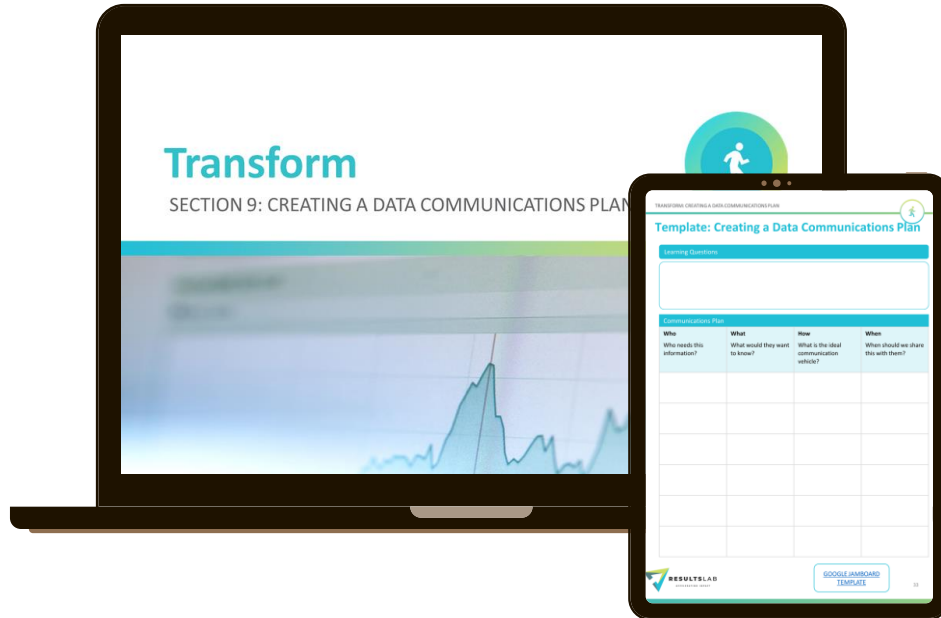 Transform
SECTION 9: CREATING A DATA COMMUNICATIONS PLAN
TRANSFORM: CREATING A DATA COMMUNICATIONS PLAN
Template: Creating a Data Communications Plan
Learning Questions
Communications Plan
Who What How When
Who needs this What would they want What is the ideal When should we share
information? to know? communication this with them?
vehicle?
RESULTSLAB
GOOGLE JAMBOARD
TEMPLATE